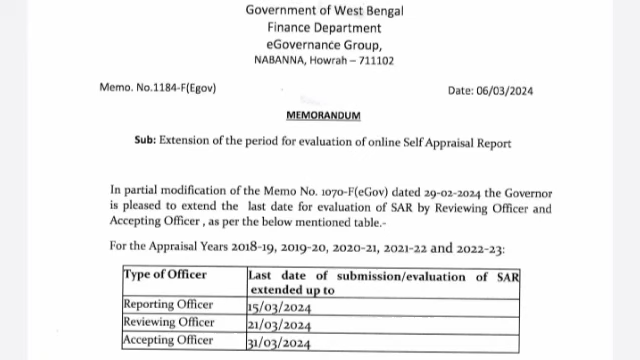 Government of West Bengal
Finance Department
eGovernance Group,
NABANNA, Howrah – 711102
Memo. No.1184-F(Egov)
Date: 06/03/2024
MEMORANDUM
Sub: Extension of the period for evaluation of online Self Appraisal Report
In partial modification of the Memo No. 1070-F(eGov) dated 29-02-2024 the Governor
is pleased to extend the last date for evaluation of SAR by Reviewing Officer and
Accepting Officer , as per the below mentioned table.-
For the Appraisal Years 2018-19, 2019-20, 2020-21, 2021-22 and 2022-23:
Type of Officer Last date of submission/evaluation of SAR
extended up to
Reporting Officer 15/03/2024
Reviewing Officer 21/03/2024
Accepting Officer 31/03/2024